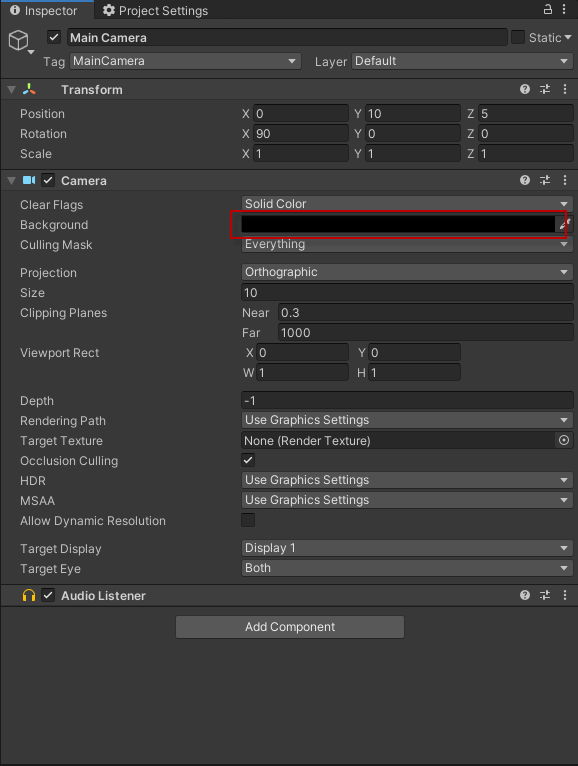 Inspector Project Settings
Main Camera Static
Tag MainCamera Layer Default
Transform
Position X 0 Y 10 Z 5
Rotation X 90 Y 0 Z 0
Scale X 1 Y 1 Z 1
Camera
Clear Flags Solid Color
Background
Culling Mask Everything
Projection Orthographic
Size 10
Clipping Planes Near 0.3
Far 1000
Viewport Rect X 0 Y 0
W 1 H 1
Depth -1
Rendering Path Use Graphics Settings
Target Texture None (Render Texture)
Occlusion Culling
HDR Use Graphics Settings
MSAA Use Graphics Settings
Allow Dynamic Resolution
Target Display Display 1
Target Eye Both
Audio Listener
Add Component